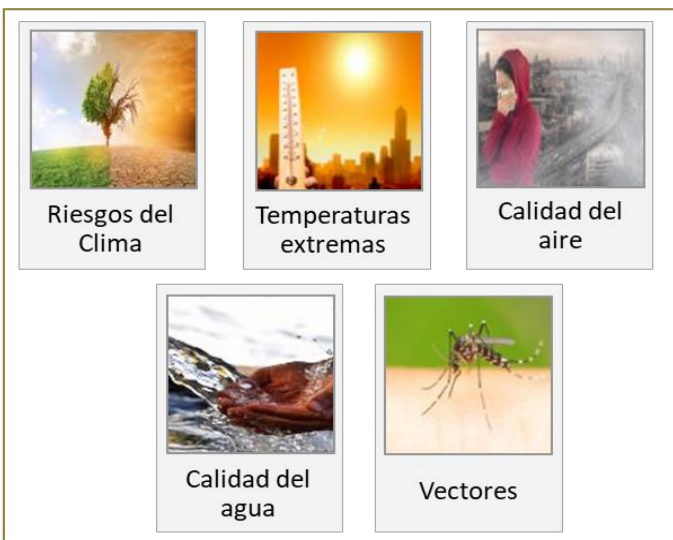 Riesgos del
Clima
Temperaturas
extremas
Calidad del
aire
Calidad del
agua
Vectores